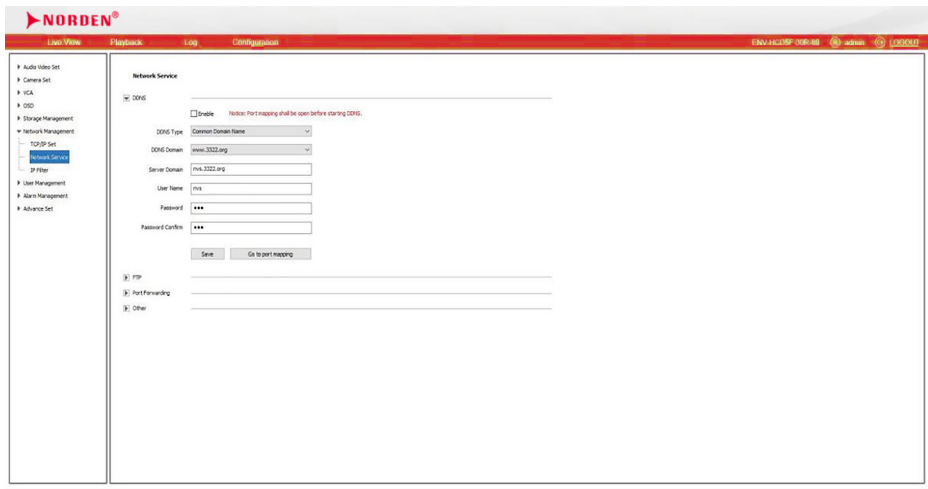 NORDEN®
Live View Playback Log Configuration admin LOGOUT
Audio Video Set
Camera Set
VCA
OSD
Storage Management
Network Management
TCP/IP Set
Network Service
IP Filter
User Management
Alarm Management
Advance Set
Network Service
DDNS
Enable Notice: Port mapping shall be open before starting DDNS.
DDNS Type Common Domain Name
DDNS Domain www.3322.org
Server Domain nvs.3322.org
User Name nvs
Password •••
Password Confirm •••
Save Go to port mapping
FTP
Port Forwarding
Other